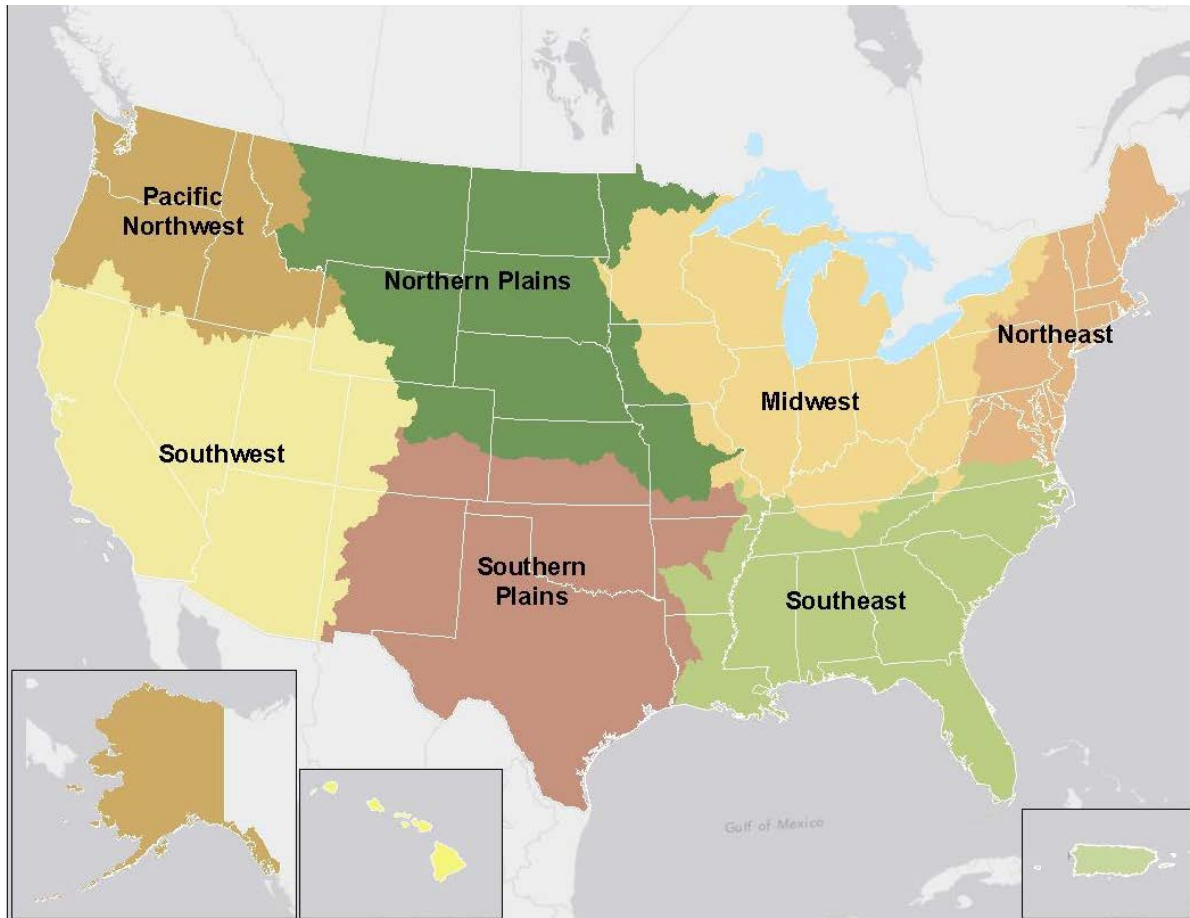 Pacific
Northwest
Northern Plains
Northeast
Midwest
Southwest
Southern
Plains
Southeast
Gulf of Mexico